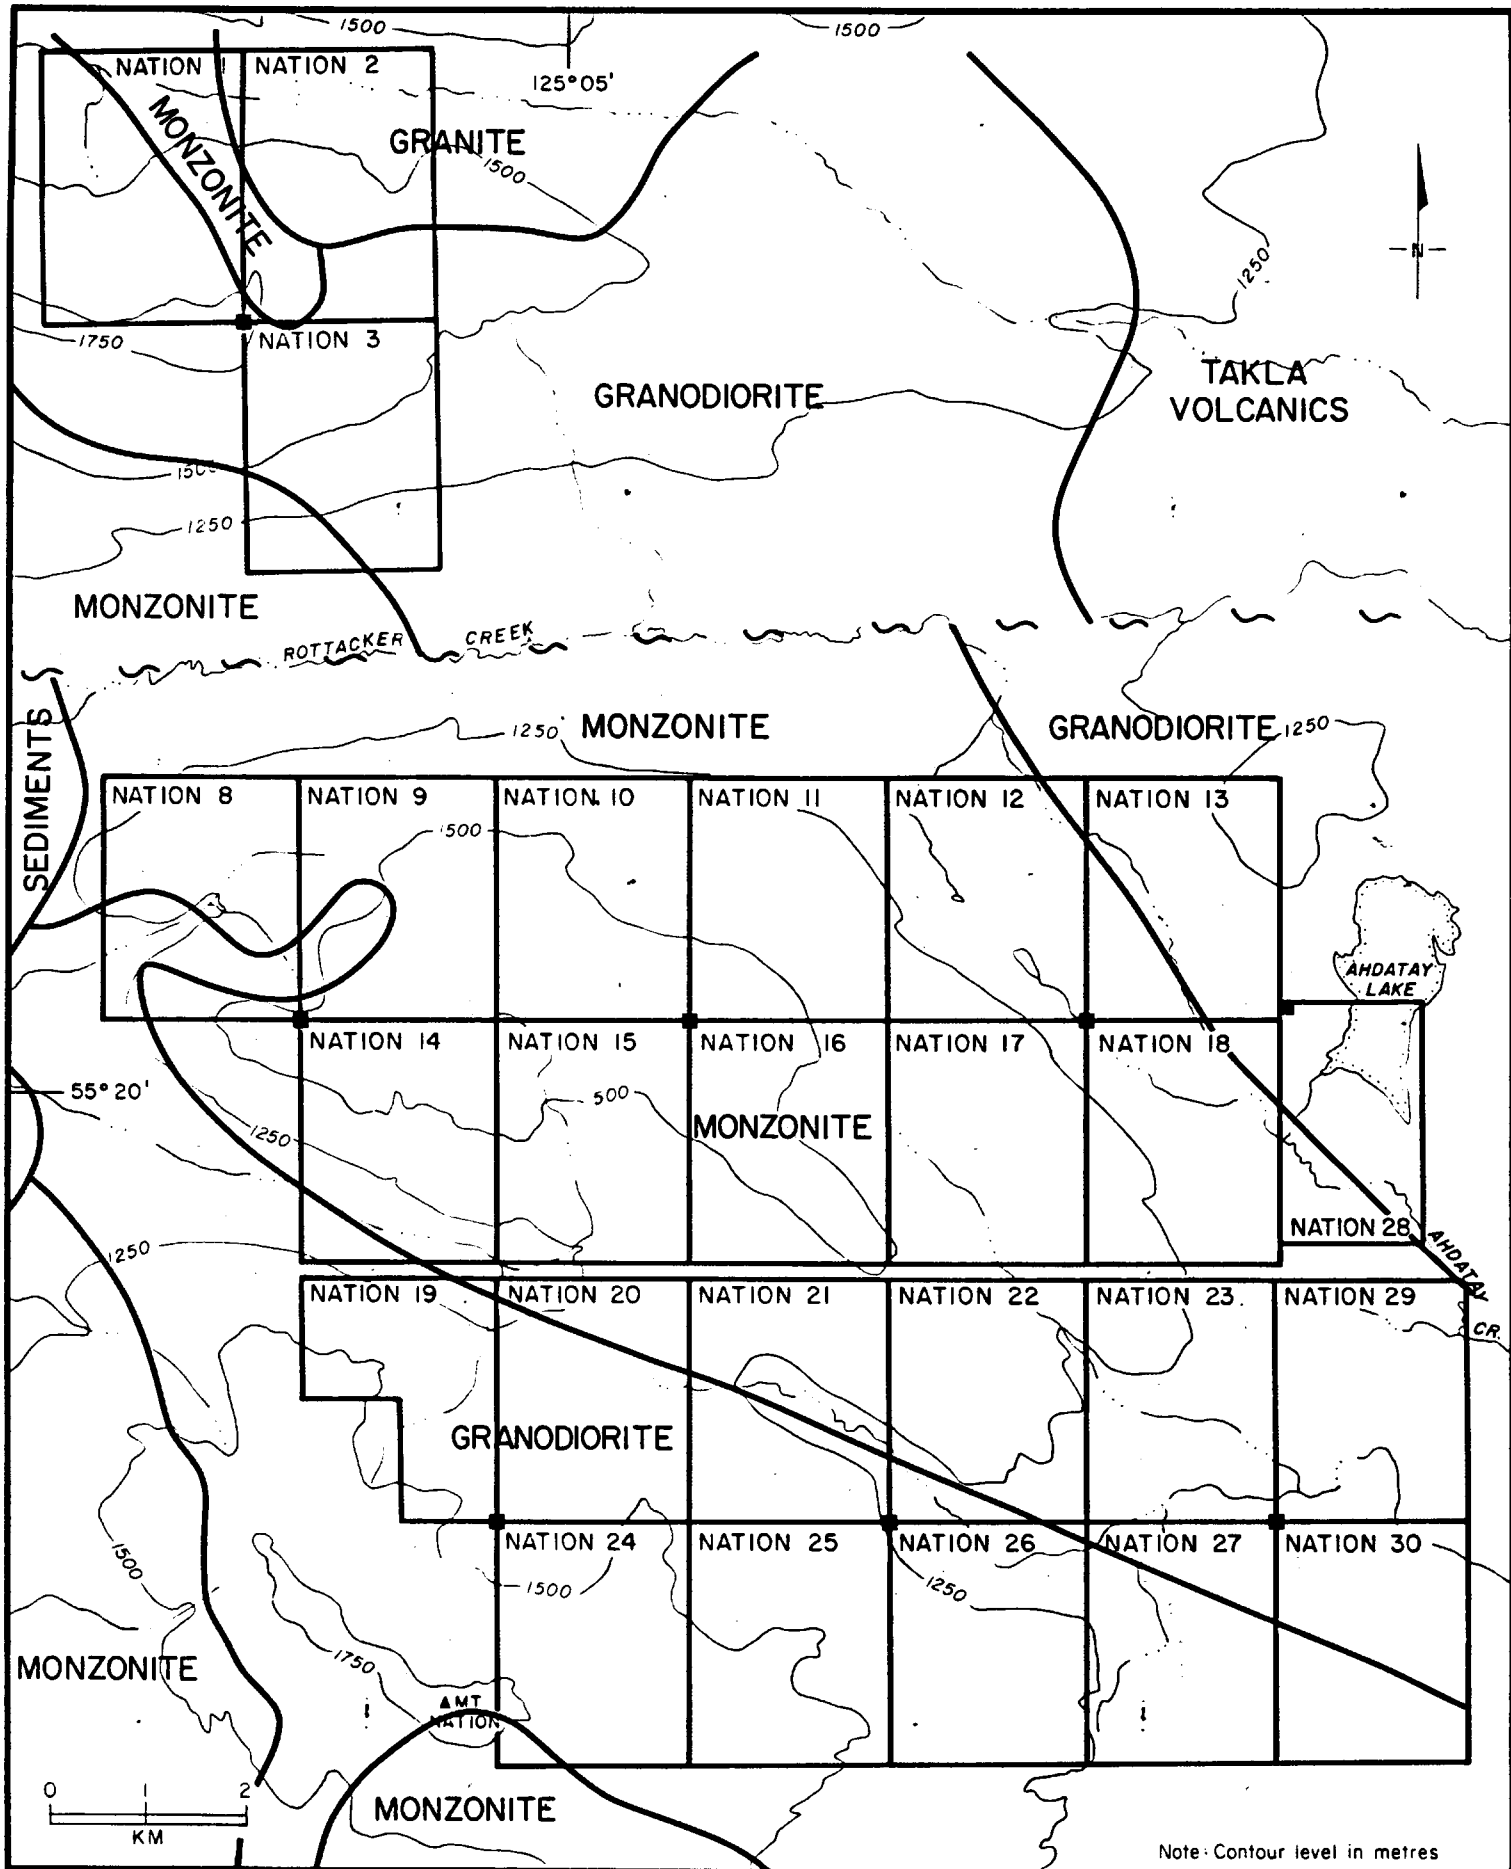 1500
1500
125°05'
NATION 1
NATION 2
MONZONITE
GRANITE
1500
N
1250
1750
NATION 3
GRANODIORITE
TAKLA
VOLCANICS
1250
MONZONITE
ROTTACKER CREEK
SEDIMENTS
1250
MONZONITE
GRANODIORITE
1250
NATION 8
NATION 9
NATION 10
NATION 11
NATION 12
NATION 13
1500
AHDATAY
LAKE
NATION 14
NATION 15
NATION 16
NATION 17
NATION 18
55°20'
500
MONZONITE
1250
NATION 28
1250
AHDATAY
CR.
NATION 19
NATION 20
NATION 21
NATION 22
NATION 23
NATION 29
GRANODIORITE
NATION 24
NATION 25
NATION 26
NATION 27
NATION 30
1500
1500
1250
MONZONITE
1750
MT
NATION
0 1 2
KM
MONZONITE
Note: Contour level in metres